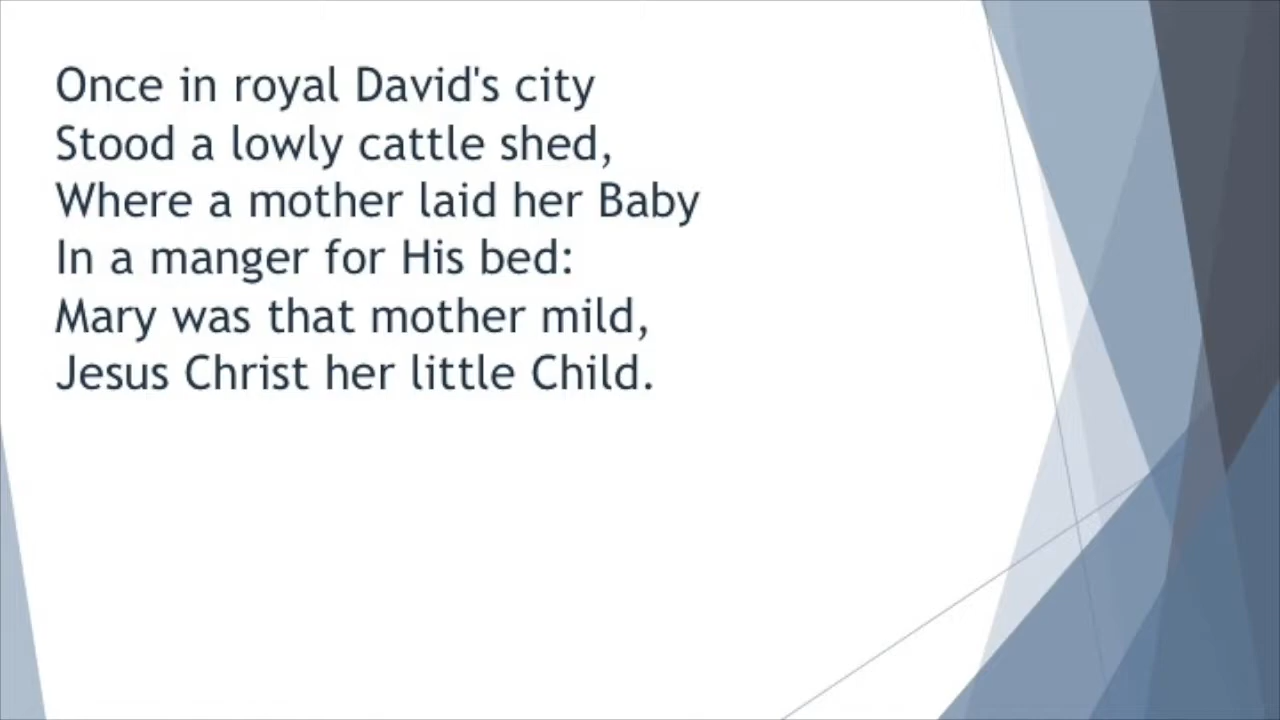 Once in royal David's city
Stood a lowly cattle shed,
Where a mother laid her Baby
In a manger for His bed:
Mary was that mother mild,
Jesus Christ her little Child.